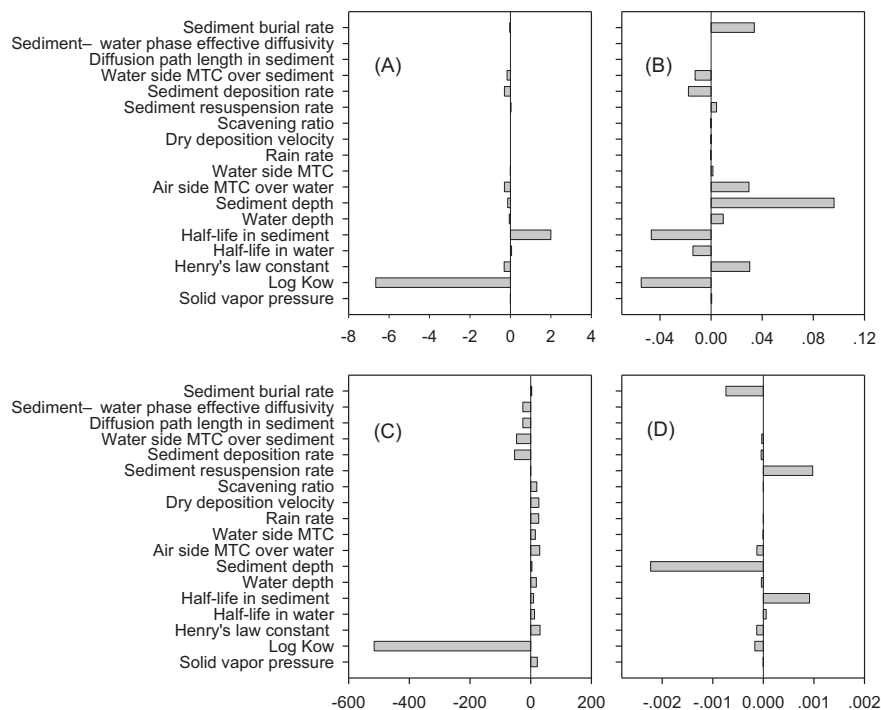 Sediment burial rate
Sediment– water phase effective diffusivity
Diffusion path length in sediment
Water side MTC over sediment
Sediment deposition rate
Sediment resuspension rate
Scavening ratio
Dry deposition velocity
Rain rate
Water side MTC
Air side MTC over water
Sediment depth
Water depth
Half-life in sediment
Half-life in water
Henry's law constant
Log Kow
Solid vapor pressure
(A)
-8 -6 -4 -2 0 2 4
(B)
-.04 0.00 .04 .08 .12
Sediment burial rate
Sediment– water phase effective diffusivity
Diffusion path length in sediment
Water side MTC over sediment
Sediment deposition rate
Sediment resuspension rate
Scavening ratio
Dry deposition velocity
Rain rate
Water side MTC
Air side MTC over water
Sediment depth
Water depth
Half-life in sediment
Half-life in water
Henry's law constant
Log Kow
Solid vapor pressure
(C)
-600 -400 -200 0 200
(D)
-.002 -.001 0.000 .001 .002